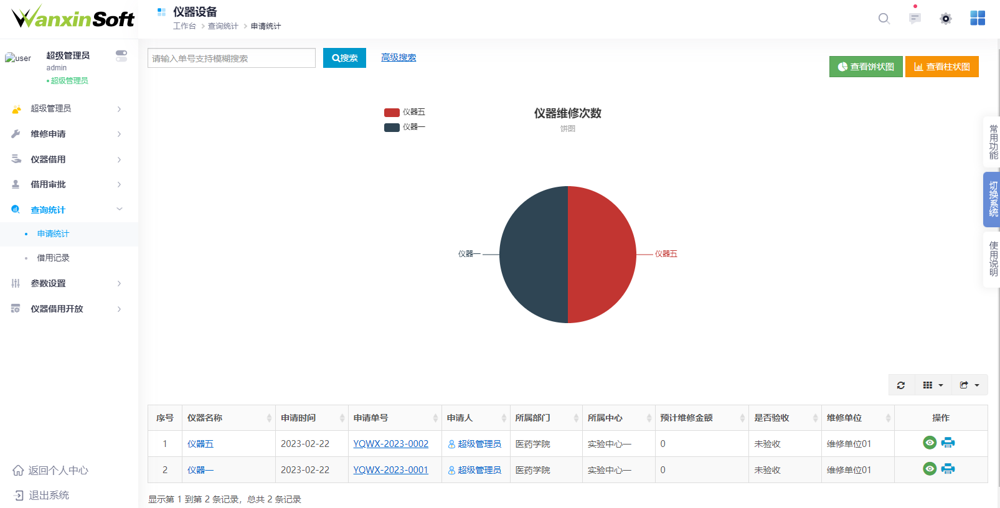 WanxinSoft
仪器设备
工作台 > 查询统计 > 申请统计
user
超级管理员
admin
•超级管理员
超级管理员
维修申请
仪器借用
借用审批
查询统计
申请统计
借用记录
参数设置
仪器借用开放
返回个人中心
退出系统
请输入单号支持模糊搜索
搜索
高级搜索
查看饼状图
查看柱状图
仪器五
仪器一
仪器维修次数
饼图
仪器一
仪器五
常用功能
切换系统
使用说明
序号 仪器名称 申请时间 申请单号 申请人 所属部门 所属中心 预计维修金额 是否验收 维修单位 操作
1 仪器五 2023-02-22 YQWX-2023-0002 超级管理员 医药学院 实验中心一 0 未验收 维修单位01
2 仪器一 2023-02-22 YQWX-2023-0001 超级管理员 医药学院 实验中心一 0 未验收 维修单位01
显示第 1 到第 2 条记录，总共 2 条记录